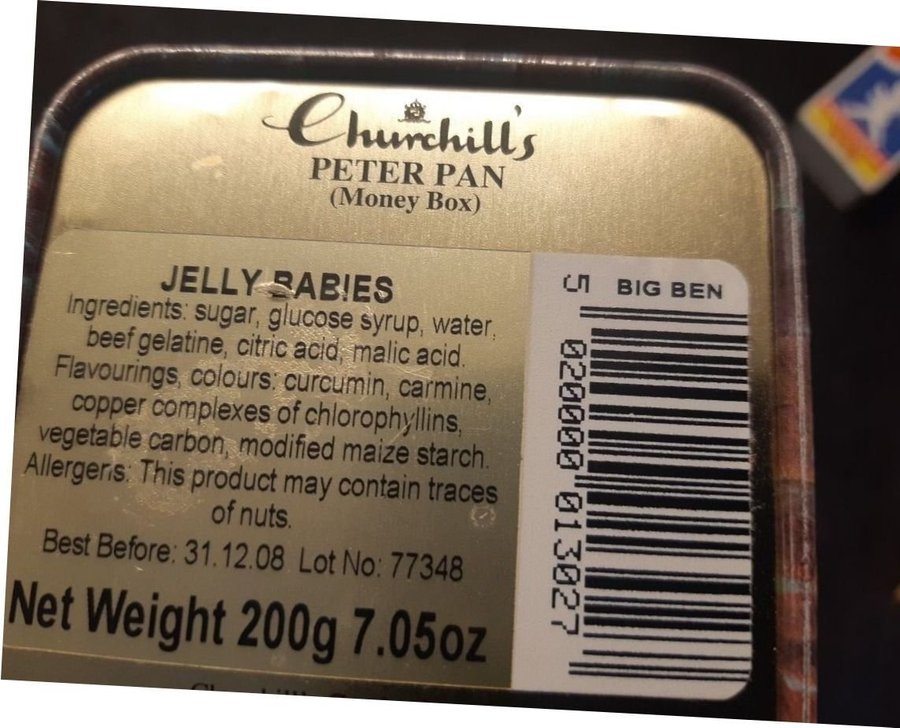 Churchill's
PETER PAN
(Money Box)
JELLY BABIES
Ingredients: sugar, glucose syrup, water,
beef gelatine, citric acid, malic acid.
Flavourings, colours: curcumin, carmine,
copper complexes of chlorophyllins,
vegetable carbon, modified maize starch.
Allergens: This product may contain traces
of nuts.
Best Before: 31.12.08 Lot No: 77348
Net Weight 200g 7.05oz
BIG BEN
5 020000 013027